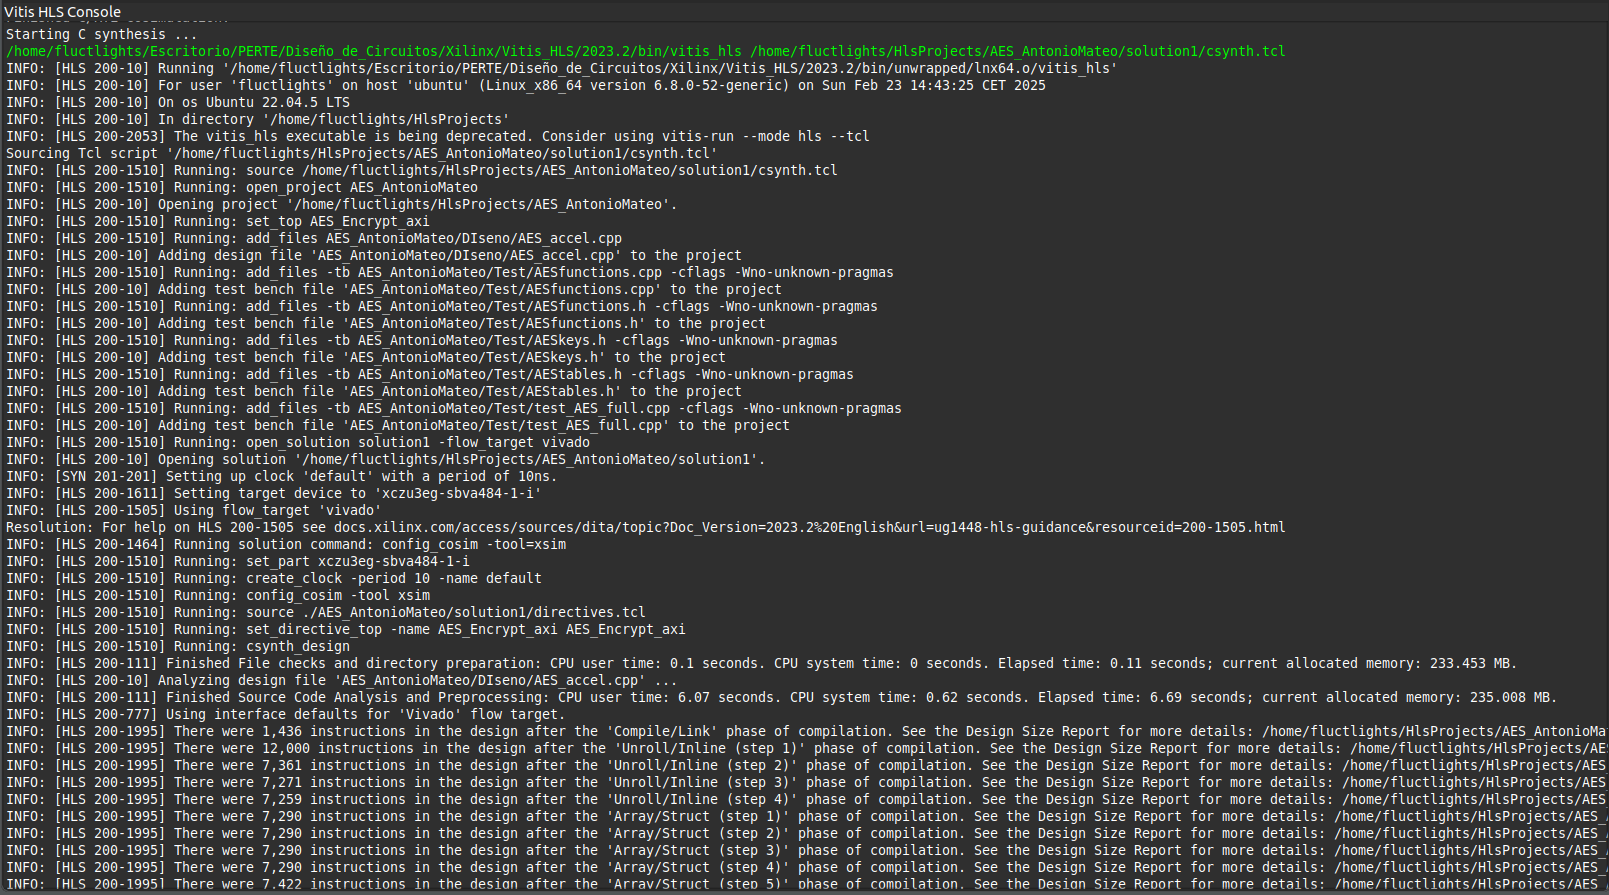 Vitis HLS Console
Starting C synthesis ...
/home/fluctlights/Escritorio/PERTE/Diseño_de_Circuitos/Xilinx/Vitis_HLS/2023.2/bin/vitis_hls /home/fluctlights/HlsProjects/AES_AntonioMateo/solution1/csynth.tcl
INFO: [HLS 200-10] Running '/home/fluctlights/Escritorio/PERTE/Diseño_de_Circuitos/Xilinx/Vitis_HLS/2023.2/bin/unwrapped/lnx64.o/vitis_hls'
INFO: [HLS 200-10] For user 'fluctlights' on host 'ubuntu' (Linux_x86_64 version 6.8.0-52-generic) on Sun Feb 23 14:43:25 CET 2025
INFO: [HLS 200-10] On os Ubuntu 22.04.5 LTS
INFO: [HLS 200-10] In directory '/home/fluctlights/HlsProjects'
INFO: [HLS 200-2053] The vitis_hls executable is being deprecated. Consider using vitis-run --mode hls --tcl
Sourcing Tcl script '/home/fluctlights/HlsProjects/AES_AntonioMateo/solution1/csynth.tcl'
INFO: [HLS 200-1510] Running: source /home/fluctlights/HlsProjects/AES_AntonioMateo/solution1/csynth.tcl
INFO: [HLS 200-1510] Running: open_project AES_AntonioMateo
INFO: [HLS 200-10] Opening project '/home/fluctlights/HlsProjects/AES_AntonioMateo'.
INFO: [HLS 200-1510] Running: set_top AES_Encrypt_axi
INFO: [HLS 200-1510] Running: add_files AES_AntonioMateo/DIseno/AES_accel.cpp
INFO: [HLS 200-10] Adding design file 'AES_AntonioMateo/DIseno/AES_accel.cpp' to the project
INFO: [HLS 200-1510] Running: add_files -tb AES_AntonioMateo/Test/AESfunctions.cpp -cflags -Wno-unknown-pragmas
INFO: [HLS 200-10] Adding test bench file 'AES_AntonioMateo/Test/AESfunctions.cpp' to the project
INFO: [HLS 200-1510] Running: add_files -tb AES_AntonioMateo/Test/AESfunctions.h -cflags -Wno-unknown-pragmas
INFO: [HLS 200-10] Adding test bench file 'AES_AntonioMateo/Test/AESfunctions.h' to the project
INFO: [HLS 200-1510] Running: add_files -tb AES_AntonioMateo/Test/AESkeys.h -cflags -Wno-unknown-pragmas
INFO: [HLS 200-10] Adding test bench file 'AES_AntonioMateo/Test/AESkeys.h' to the project
INFO: [HLS 200-1510] Running: add_files -tb AES_AntonioMateo/Test/AEStables.h -cflags -Wno-unknown-pragmas
INFO: [HLS 200-10] Adding test bench file 'AES_AntonioMateo/Test/AEStables.h' to the project
INFO: [HLS 200-1510] Running: add_files -tb AES_AntonioMateo/Test/test_AES_full.cpp -cflags -Wno-unknown-pragmas
INFO: [HLS 200-10] Adding test bench file 'AES_AntonioMateo/Test/test_AES_full.cpp' to the project
INFO: [HLS 200-1510] Running: open_solution solution1 -flow_target vivado
INFO: [HLS 200-10] Opening solution '/home/fluctlights/HlsProjects/AES_AntonioMateo/solution1'.
INFO: [SYN 201-201] Setting up clock 'default' with a period of 10ns.
INFO: [HLS 200-1611] Setting target device to 'xczu3eg-sbva484-1-i'
INFO: [HLS 200-1505] Using flow_target 'vivado'
Resolution: For help on HLS 200-1505 see docs.xilinx.com/access/sources/dita/topic?Doc_Version=2023.2%20English&url=ug1448-hls-guidance&resourceid=200-1505.html
INFO: [HLS 200-1464] Running solution command: config_cosim -tool=xsim
INFO: [HLS 200-1510] Running: set_part xczu3eg-sbva484-1-i
INFO: [HLS 200-1510] Running: create_clock -period 10 -name default
INFO: [HLS 200-1510] Running: config_cosim -tool xsim
INFO: [HLS 200-1510] Running: source ./AES_AntonioMateo/solution1/directives.tcl
INFO: [HLS 200-1510] Running: set_directive_top -name AES_Encrypt_axi AES_Encrypt_axi
INFO: [HLS 200-1510] Running: csynth_design
INFO: [HLS 200-111] Finished File checks and directory preparation: CPU user time: 0.1 seconds. CPU system time: 0 seconds. Elapsed time: 0.11 seconds; current allocated memory: 233.453 MB.
INFO: [HLS 200-10] Analyzing design file 'AES_AntonioMateo/DIseno/AES_accel.cpp' ...
INFO: [HLS 200-111] Finished Source Code Analysis and Preprocessing: CPU user time: 6.07 seconds. CPU system time: 0.62 seconds. Elapsed time: 6.69 seconds; current allocated memory: 235.008 MB.
INFO: [HLS 200-777] Using interface defaults for 'Vivado' flow target.
INFO: [HLS 200-1995] There were 1,436 instructions in the design after the 'Compile/Link' phase of compilation. See the Design Size Report for more details: /home/fluctlights/HlsProjects/AES_AntonioMa
INFO: [HLS 200-1995] There were 12,000 instructions in the design after the 'Unroll/Inline (step 1)' phase of compilation. See the Design Size Report for more details: /home/fluctlights/HlsProjects/AES
INFO: [HLS 200-1995] There were 7,361 instructions in the design after the 'Unroll/Inline (step 2)' phase of compilation. See the Design Size Report for more details: /home/fluctlights/HlsProjects/AES_
INFO: [HLS 200-1995] There were 7,271 instructions in the design after the 'Unroll/Inline (step 3)' phase of compilation. See the Design Size Report for more details: /home/fluctlights/HlsProjects/AES_
INFO: [HLS 200-1995] There were 7,259 instructions in the design after the 'Unroll/Inline (step 4)' phase of compilation. See the Design Size Report for more details: /home/fluctlights/HlsProjects/AES_
INFO: [HLS 200-1995] There were 7,290 instructions in the design after the 'Array/Struct (step 1)' phase of compilation. See the Design Size Report for more details: /home/fluctlights/HlsProjects/AES_
INFO: [HLS 200-1995] There were 7,290 instructions in the design after the 'Array/Struct (step 2)' phase of compilation. See the Design Size Report for more details: /home/fluctlights/HlsProjects/AES_
INFO: [HLS 200-1995] There were 7,290 instructions in the design after the 'Array/Struct (step 3)' phase of compilation. See the Design Size Report for more details: /home/fluctlights/HlsProjects/AES_
INFO: [HLS 200-1995] There were 7,290 instructions in the design after the 'Array/Struct (step 4)' phase of compilation. See the Design Size Report for more details: /home/fluctlights/HlsProjects/AES_
INFO: [HLS 200-1995] There were 7,422 instructions in the design after the 'Array/Struct (step 5)' phase of compilation. See the Design Size Report for more details: /home/fluctlights/HlsProjects/AES_